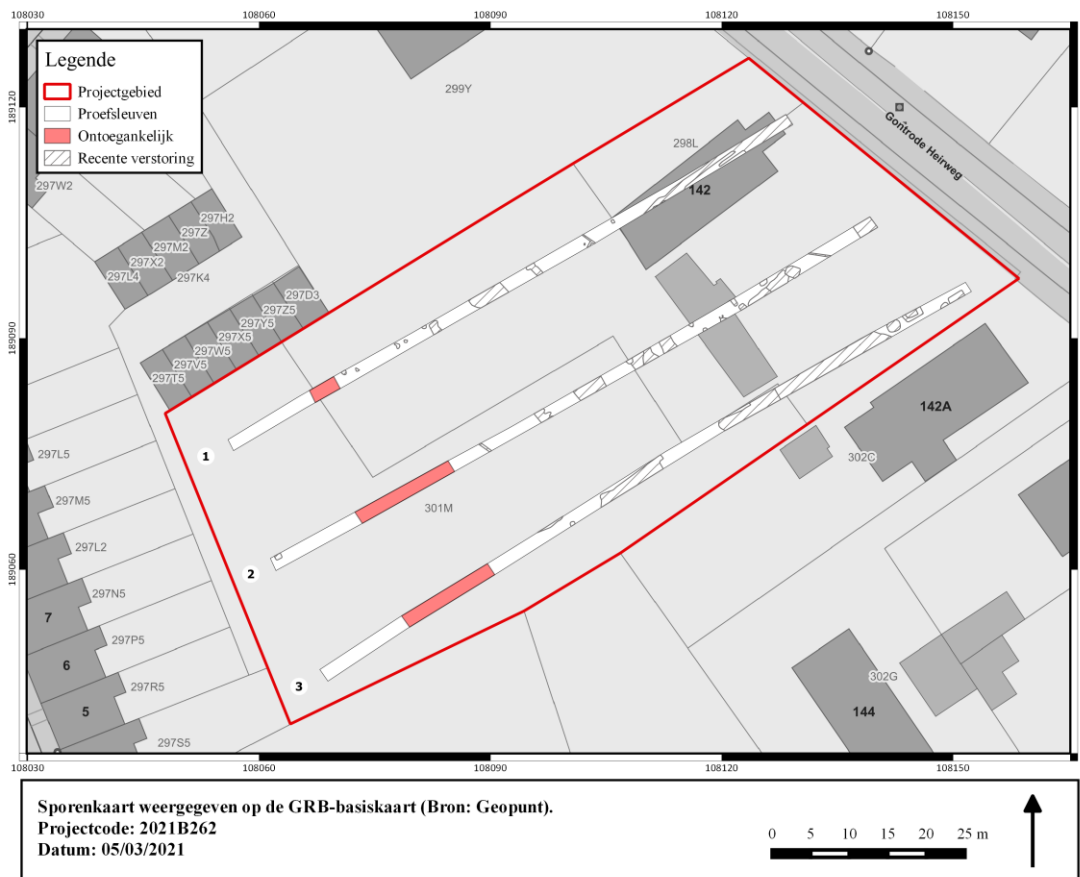 108030
108060
108090
108120
108150
189120
189090
189060
Legende
Projectgebied
Proefsleuven
Ontoegankelijk
Recente verstoring
299Y
Gontrode Heirweg
298L
142
297W2
297H2
297Z
297M2
297X2
297L4
297K4
297D3
297Z5
297Y5
297X5
297W5
297V5
297T5
142A
302C
1
301M
2
3
297L5
297M5
297L2
7
297N5
6
297P5
5
297R5
297S5
302G
144
108030
108060
108090
108120
108150
Sporenkaart weergegeven op de GRB-basiskaart (Bron: Geopunt).
Projectcode: 2021B262
Datum: 05/03/2021
0 5 10 15 20 25 m